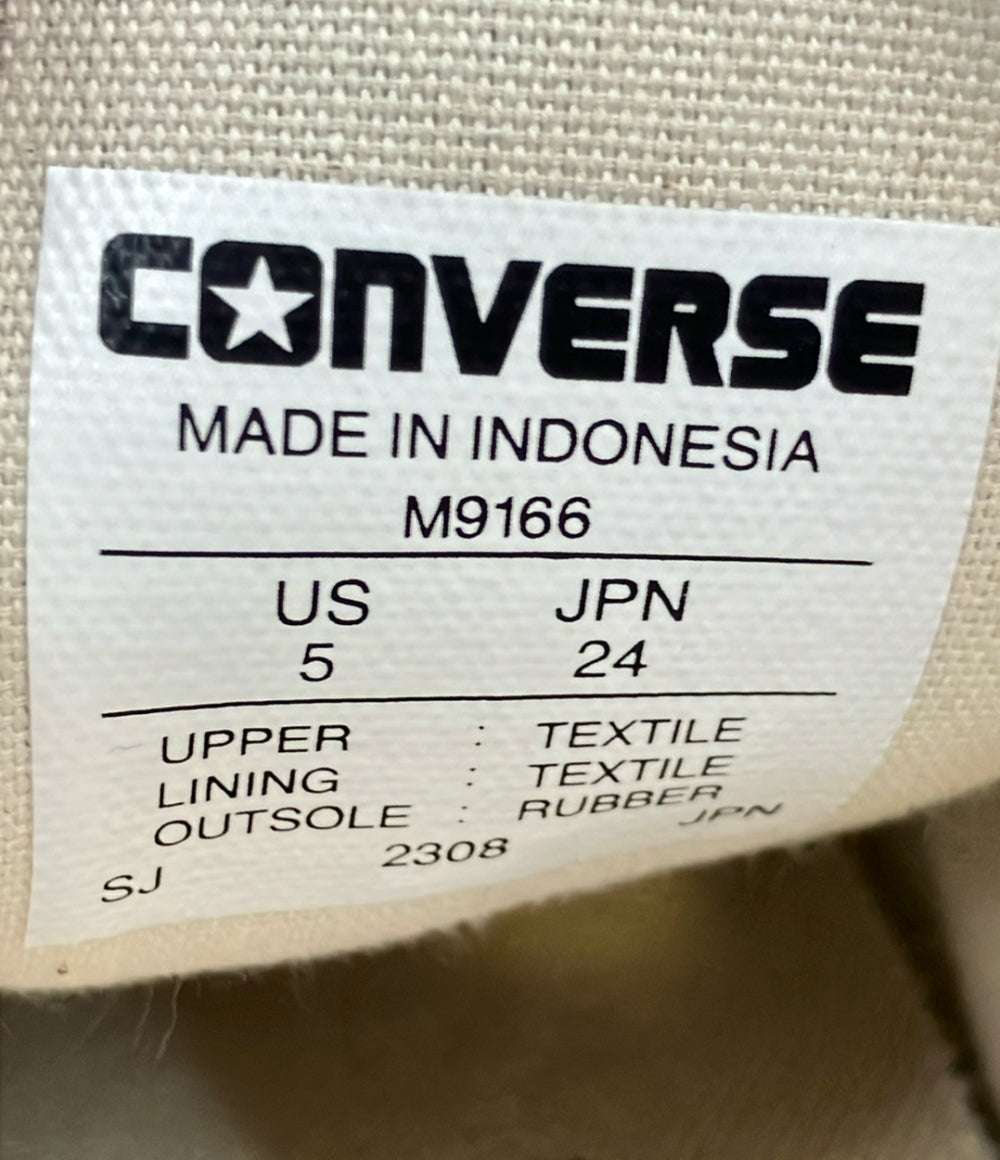 CONVERSE
MADE IN INDONESIA
M9166
US JPN
5 24
UPPER : TEXTILE
LINING : TEXTILE
OUTSOLE : RUBBER
SJ 2308 JPN